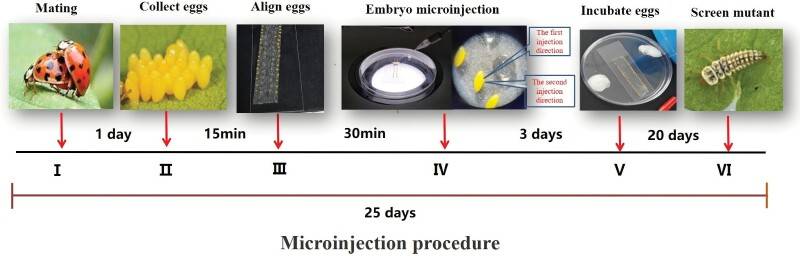 Mating
Collect eggs
Align eggs
Embryo microinjection
Incubate eggs
Screen mutant
The first
injection
direction
The second
injection
direction
1 day
15min
30min
3 days
20 days
I
II
III
IV
V
VI
25 days
Microinjection procedure